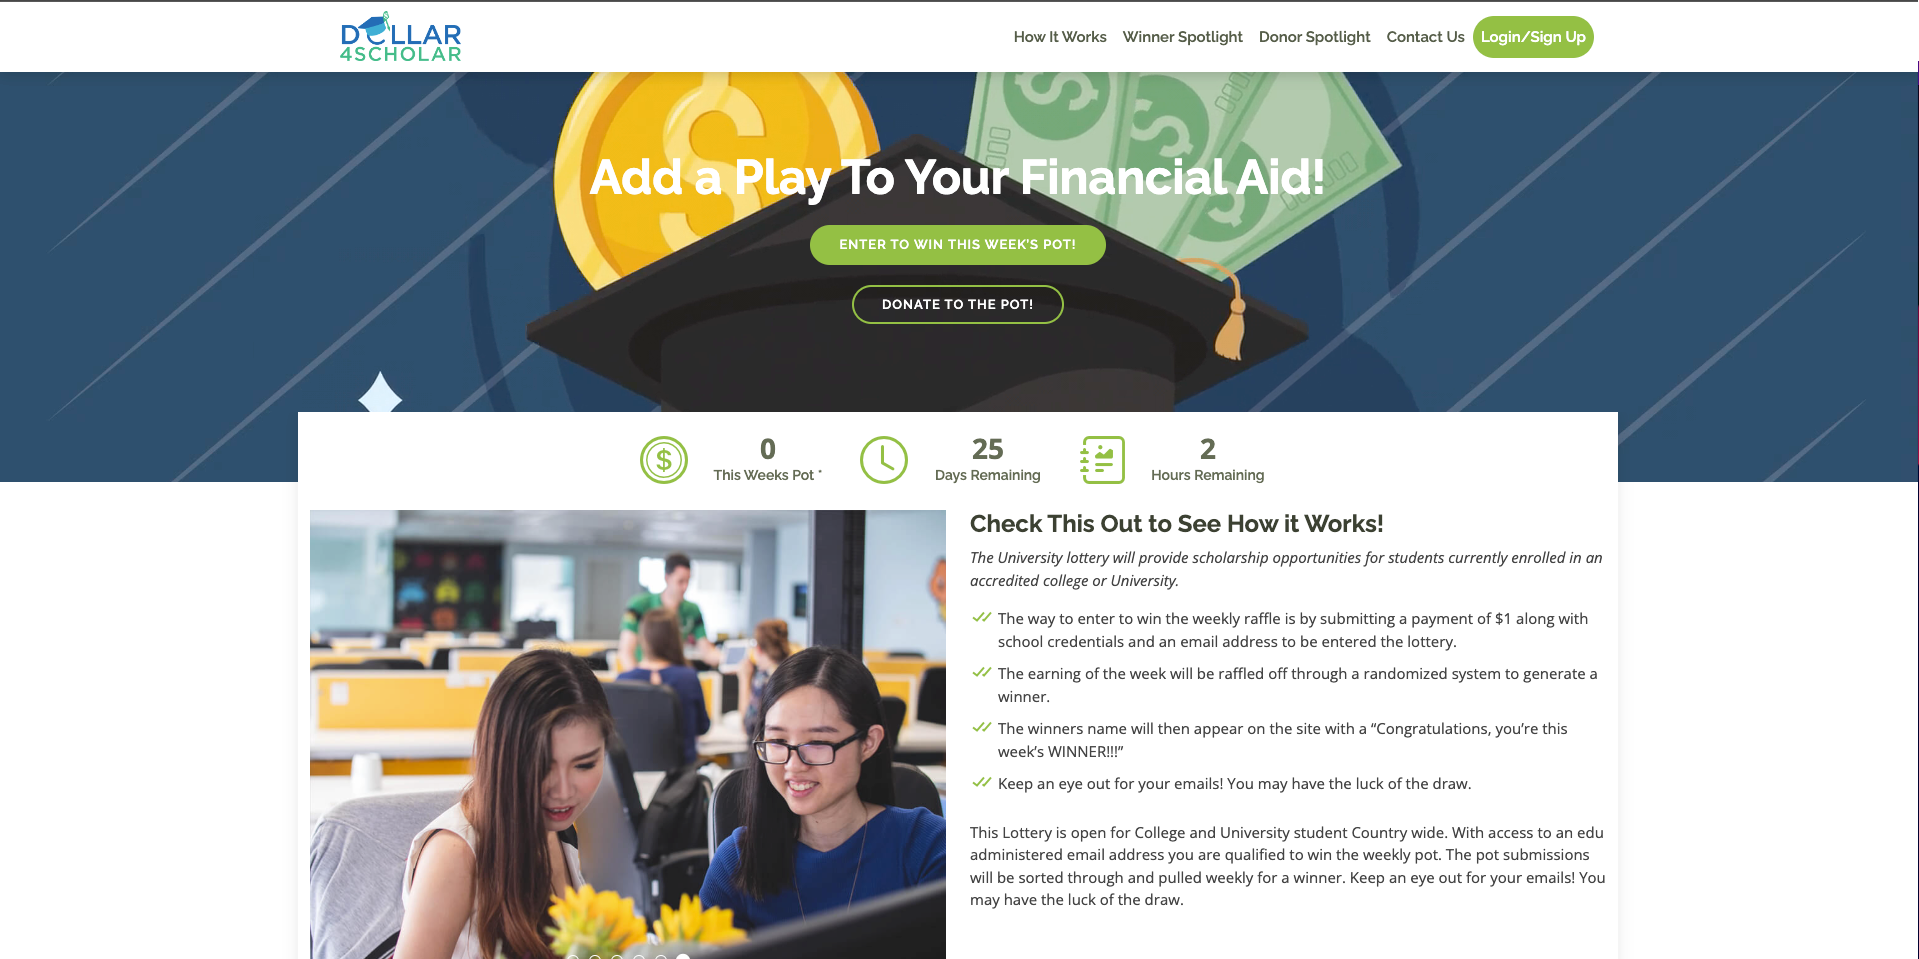 DOLLAR
4SCHOLAR
How It Works Winner Spotlight Donor Spotlight Contact Us Login/Sign Up
Add a Play To Your Financial Aid!
ENTER TO WIN THIS WEEK'S POT!
DONATE TO THE POT!
0 25 2
This Weeks Pot * Days Remaining Hours Remaining
Check This Out to See How it Works!
The University lottery will provide scholarship opportunities for students currently enrolled in an
accredited college or University.
The way to enter to win the weekly raffle is by submitting a payment of $1 along with
school credentials and an email address to be entered the lottery.
The earning of the week will be raffled off through a randomized system to generate a
winner.
The winners name will then appear on the site with a “Congratulations, you’re this
week’s WINNER!!!”
Keep an eye out for your emails! You may have the luck of the draw.
This Lottery is open for College and University student Country wide. With access to an edu
administered email address you are qualified to win the weekly pot. The pot submissions
will be sorted through and pulled weekly for a winner. Keep an eye out for your emails! You
may have the luck of the draw.